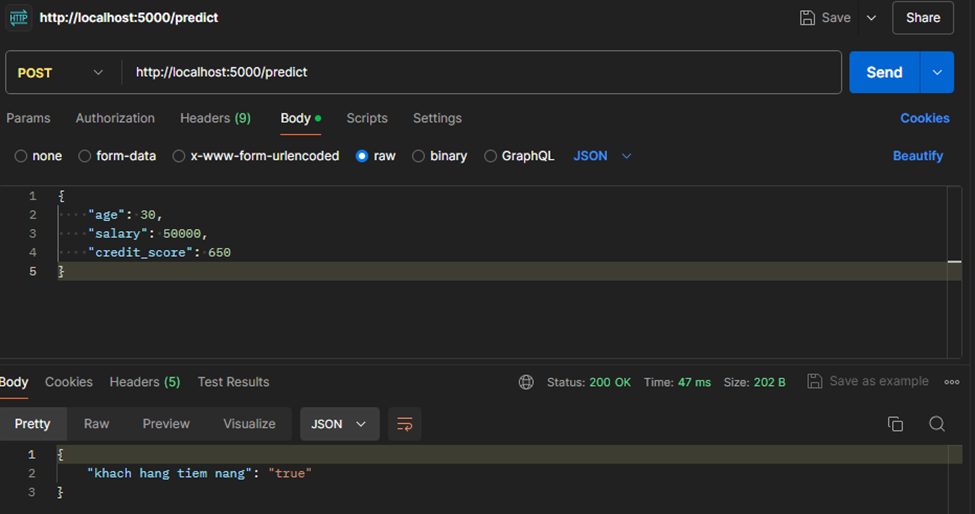 HTTP http://localhost:5000/predict Save Share
POST http://localhost:5000/predict Send
Params Authorization Headers (9) Body Scripts Settings Cookies
none form-data x-www-form-urlencoded raw binary GraphQL JSON Beautify
1 {
2 "age": 30,
3 "salary": 50000,
4 "credit_score": 650
5 }
Body Cookies Headers (5) Test Results Status: 200 OK Time: 47 ms Size: 202 B Save as example
Pretty Raw Preview Visualize JSON
1 {
2 "khach hang tiem nang": "true"
3 }